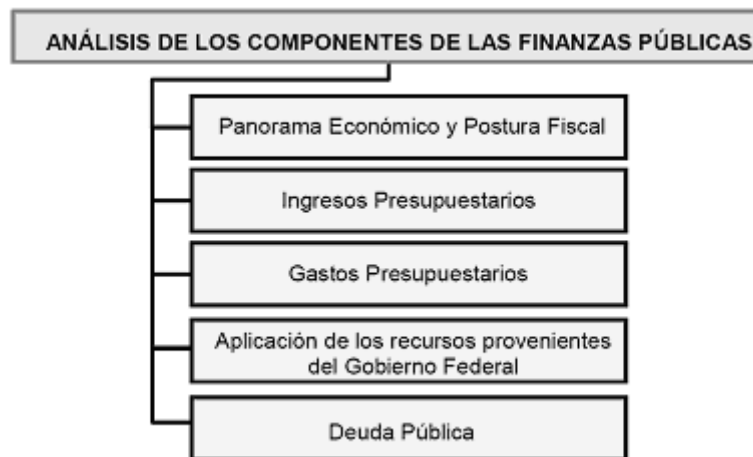 ANÁLISIS DE LOS COMPONENTES DE LAS FINANZAS PÚBLICAS
Panorama Económico y Postura Fiscal
Ingresos Presupuestarios
Gastos Presupuestarios
Aplicación de los recursos provenientes
del Gobierno Federal
Deuda Pública